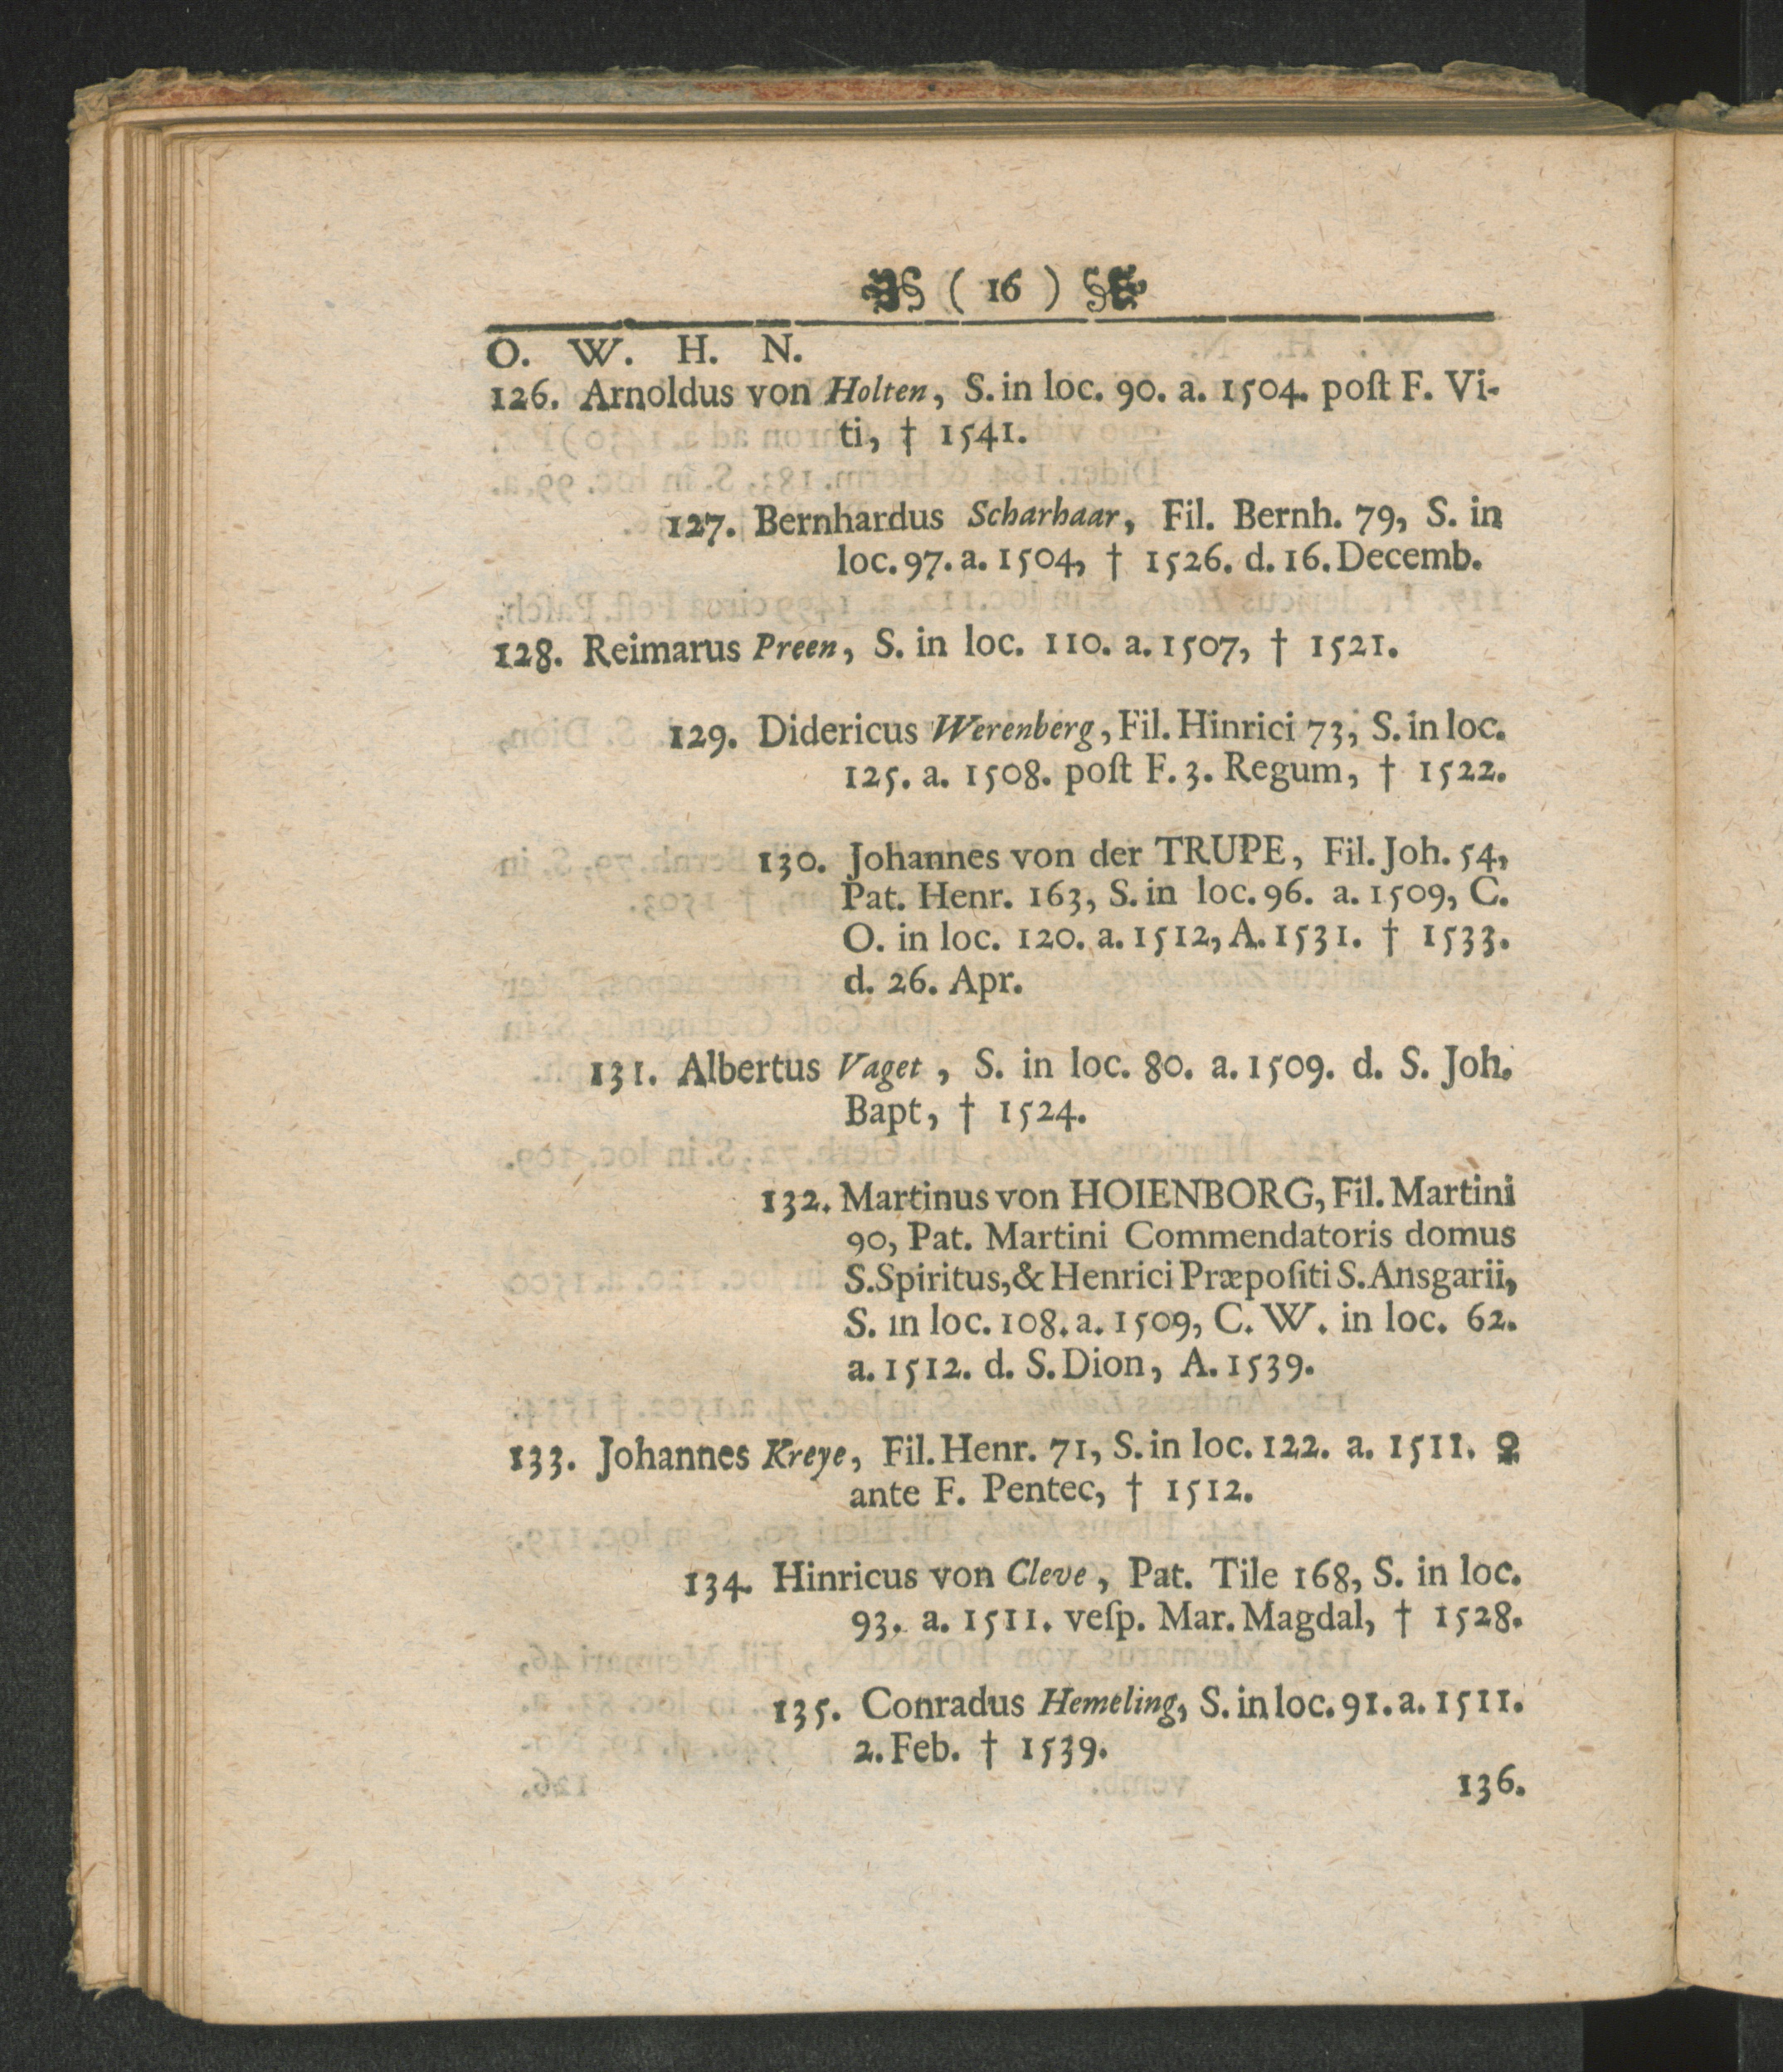 ( 16 )
O. W. H. N.
126. Arnoldus von Holten, S. in loc. 90. a. 1504. poſt F. Vi-
ti, † 1541.
127. Bernhardus Scharhaar, Fil. Bernh. 79, S. in
loc. 97. a. 1504, † 1526. d. 16. Decemb.
128. Reimarus Preen, S. in loc. 110. a. 1507, † 1521.
129. Didericus Werenberg, Fil. Hinrici 73, S. in loc.
125. a. 1508. poſt F. 3. Regum, † 1522.
130. Johannes von der TRUPE, Fil. Joh. 54,
Pat. Henr. 163, S. in loc. 96. a. 1509, C.
O. in loc. 120. a. 1512, A. 1531. † 1533.
d. 26. Apr.
131. Albertus Vaget, S. in loc. 80. a. 1509. d. S. Joh.
Bapt, † 1524.
132. Martinus von HOIENBORG, Fil. Martini
90, Pat. Martini Commendatoris domus
S. Spiritus, & Henrici Præpoſiti S. Ansgarii,
S. in loc. 108. a. 1509, C. W. in loc. 62.
a. 1512. d. S. Dion, A. 1539.
133. Johannes Kreye, Fil. Henr. 71, S. in loc. 122. a. 1511. ♀
ante F. Pentec, † 1512.
134. Hinricus von Cleve, Pat. Tile 168, S. in loc.
93. a. 1511. veſp. Mar. Magdal, † 1528.
135. Conradus Hemeling, S. in loc. 91. a. 1511.
2. Feb. † 1539.
136.